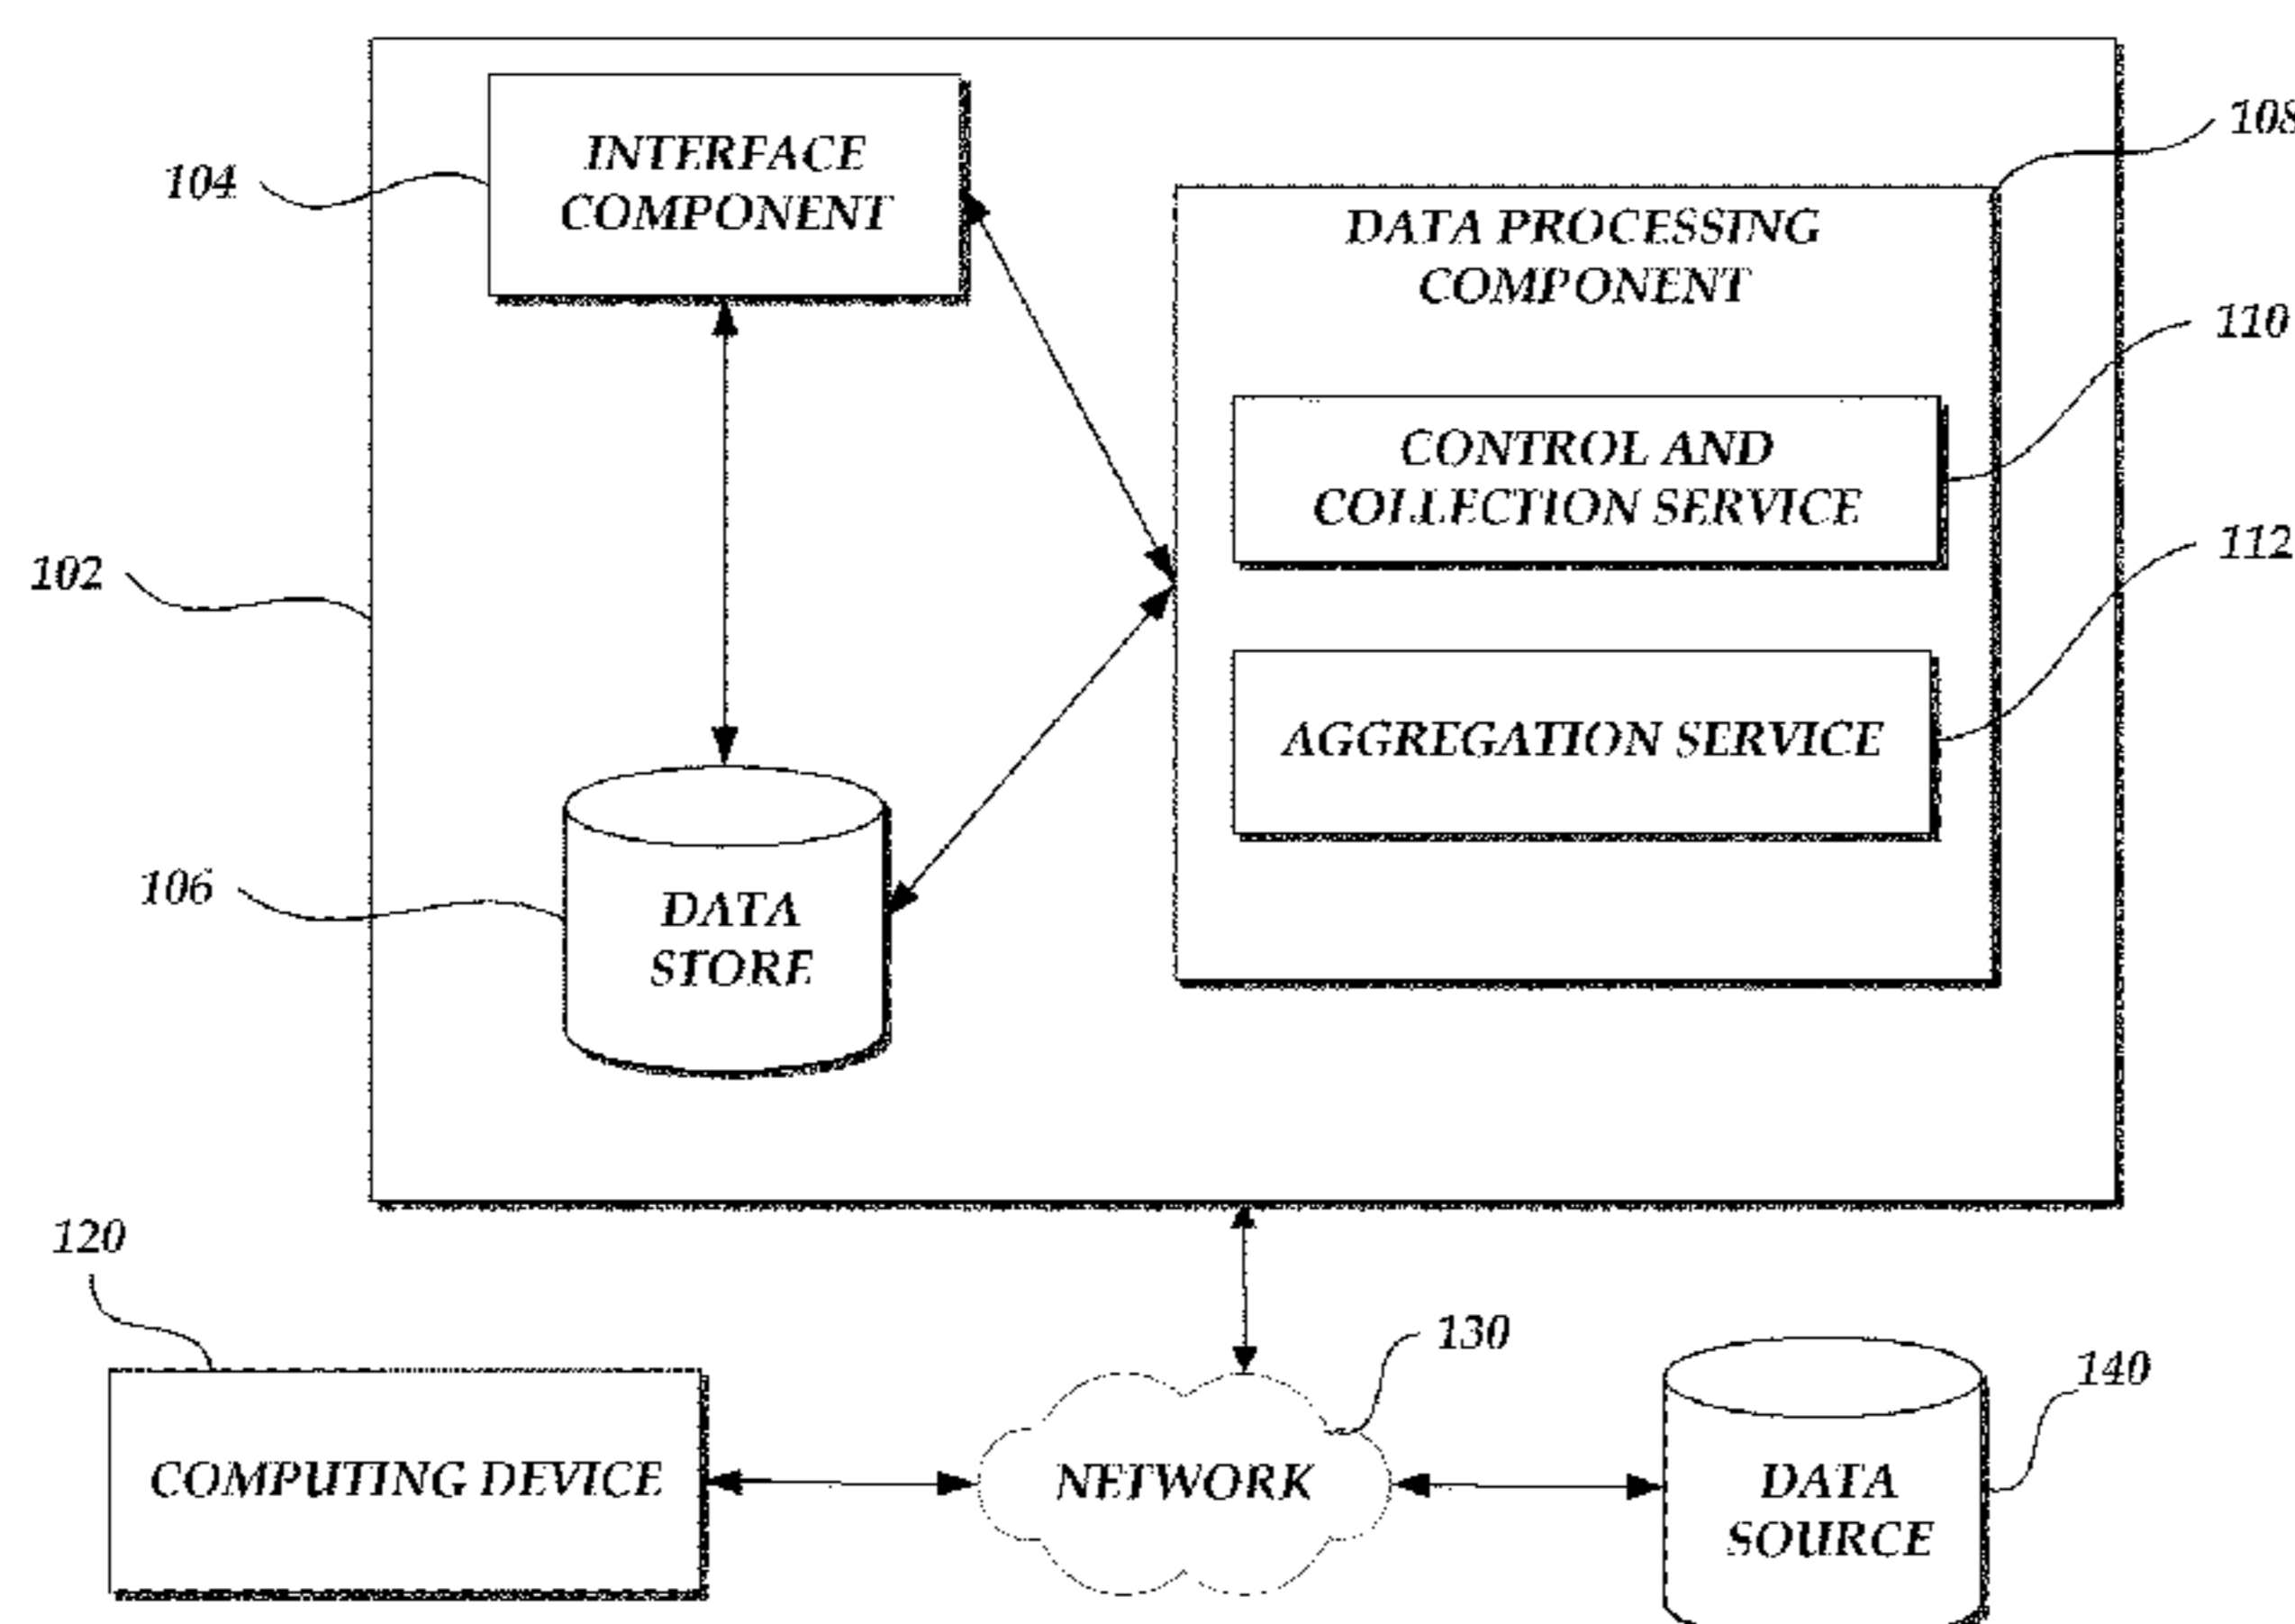 108
INTERFACE
COMPONENT
104
DATA PROCESSING
COMPONENT
110
CONTROL AND
COLLECTION SERVICE
112
102
AGGREGATION SERVICE
106
DATA
STORE
120
130
140
COMPUTING DEVICE
NETWORK
DATA
SOURCE